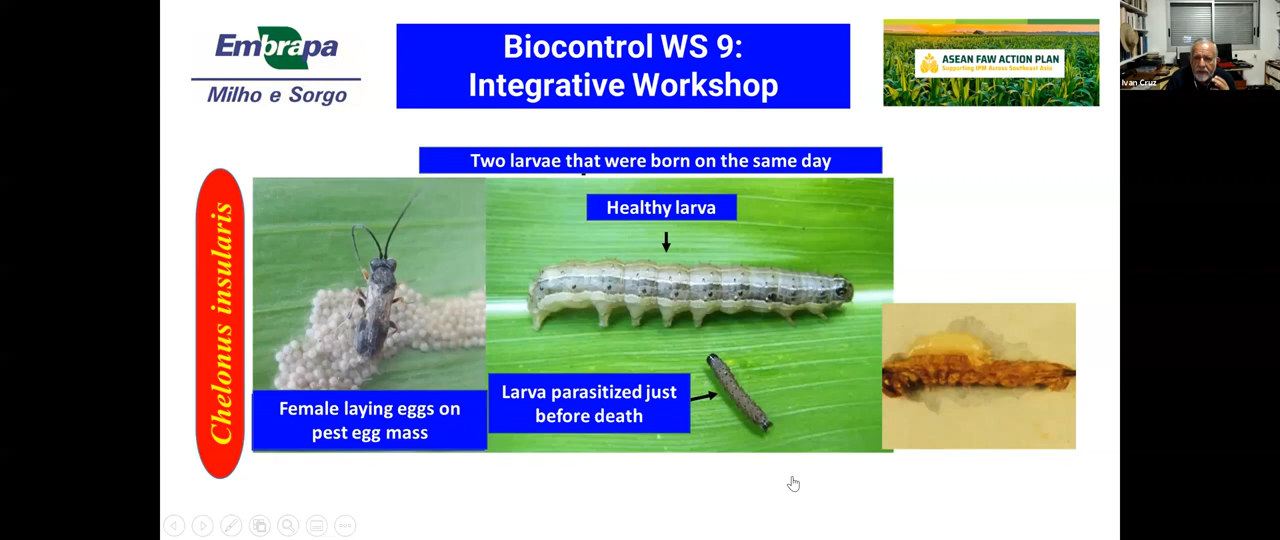 Embrapa
Milho e Sorgo
Biocontrol WS 9:
Integrative Workshop
ASEAN FAW ACTION PLAN
Supporting IPM Across Southeast Asia
Ivan Cruz
Two larvae that were born on the same day
Chelonus insularis
Healthy larva
Larva parasitized just
before death
Female laying eggs on
pest egg mass